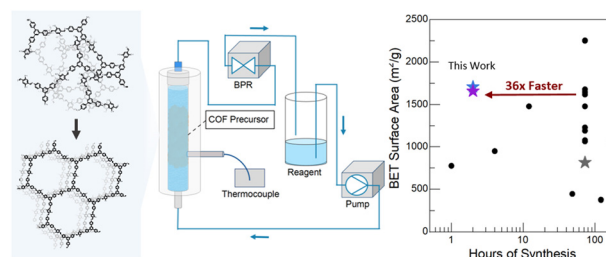 BPR
COF Precursor
Thermocouple
Reagent
Pump
BET Surface Area (m²/g)
2500
2000
1500
1000
500
0
This Work
36x Faster
1
10
100
Hours of Synthesis